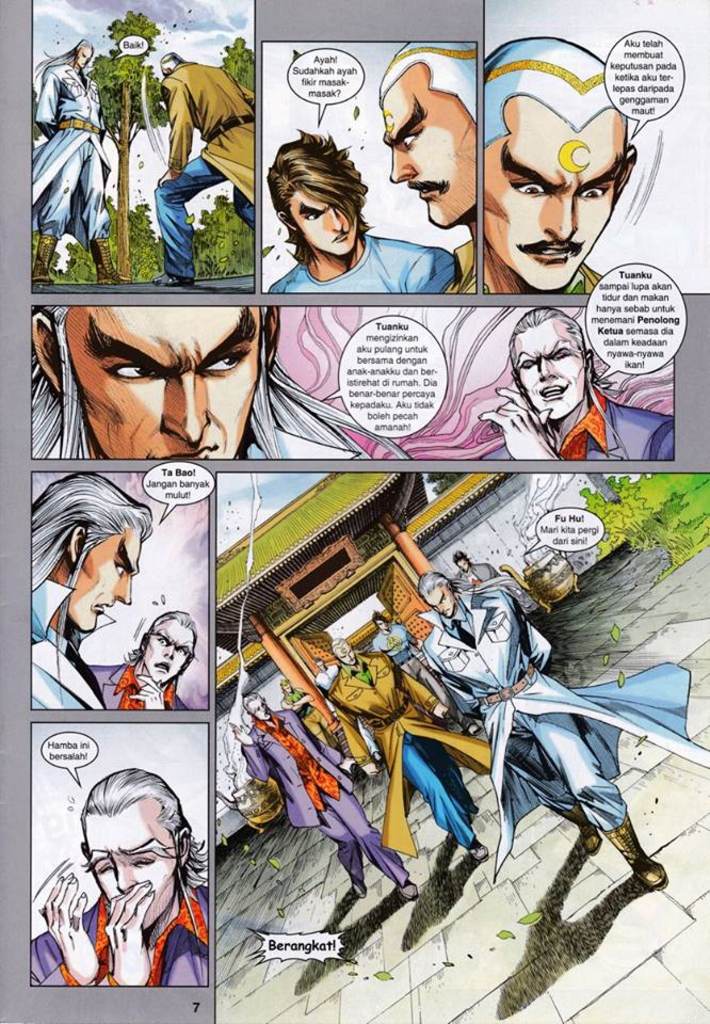 Baik!
Ayah!
Sudahkah ayah
fikir masak-
masak?
Aku telah
membuat
keputusan pada
ketika aku ter-
lepas daripada
genggaman
maut!
Tuanku
mengizinkan
aku pulang untuk
bersama dengan
anak-anakku dan ber-
istirehat di rumah. Dia
benar-benar percaya
kepadaku. Aku tidak
boleh pecah
amanah!
Tuanku
sampai lupa akan
tidur dan makan
hanya sebab untuk
menemani Penolong
Ketua semasa dia
dalam keadaan
nyawa-nyawa
ikan!
Ta Bao!
Jangan banyak
mulut!
Hamba ini
bersalah!
Fu Hu!
Mari kita pergi
dari sini!
Berangkat!
7